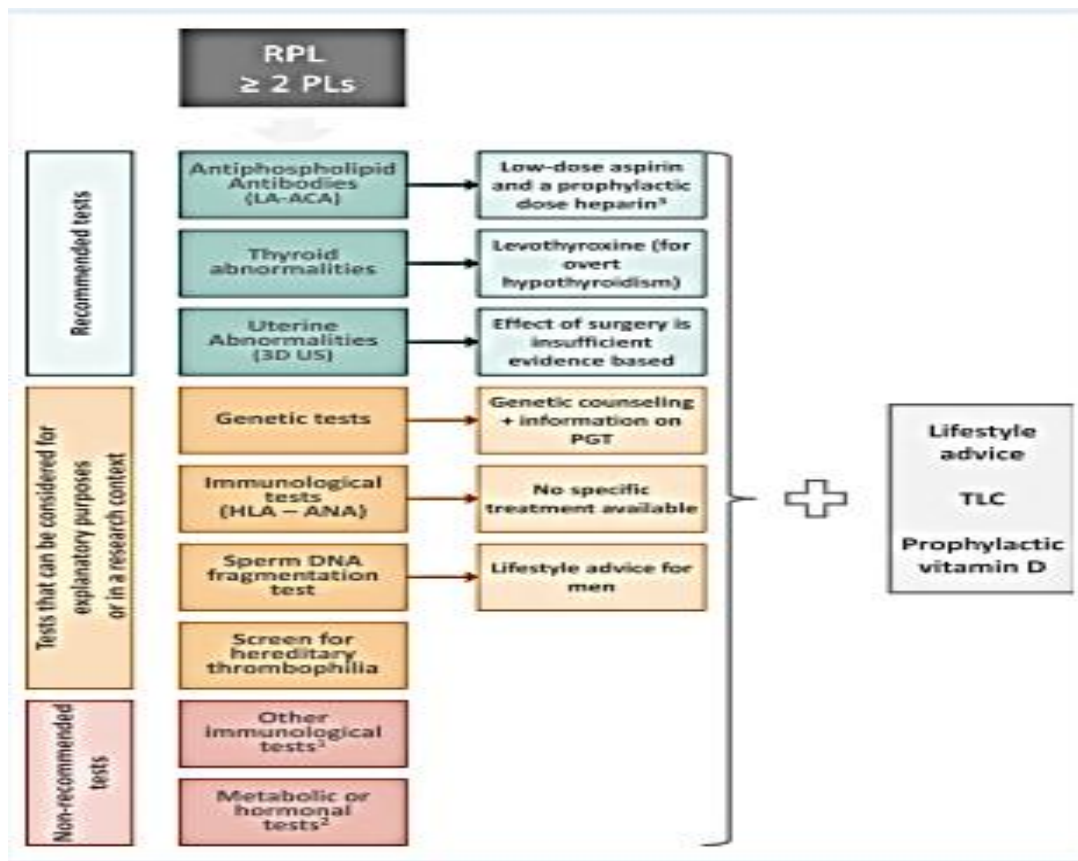 RPL
≥ 2 PLs
Recommended tests
Antiphospholipid
Antibodies
(LA-ACA)
Low-dose aspirin
and a prophylactic
dose heparin³
Thyroid
abnormalities
Levothyroxine (for
overt
hypothyroidism)
Uterine
Abnormalities
(3D US)
Effect of surgery is
insufficient
evidence based
Tests that can be considered for
explanatory purposes
or in a research context
Genetic tests
Genetic counseling
+ information on
PGT
Immunological
tests
(HLA – ANA)
No specific
treatment available
Sperm DNA
fragmentation
test
Lifestyle advice for
men
Screen for
hereditary
thrombophilia
Non-recommended
tests
Other
immunological
tests¹
Metabolic or
hormonal
tests²
Lifestyle
advice
TLC
Prophylactic
vitamin D